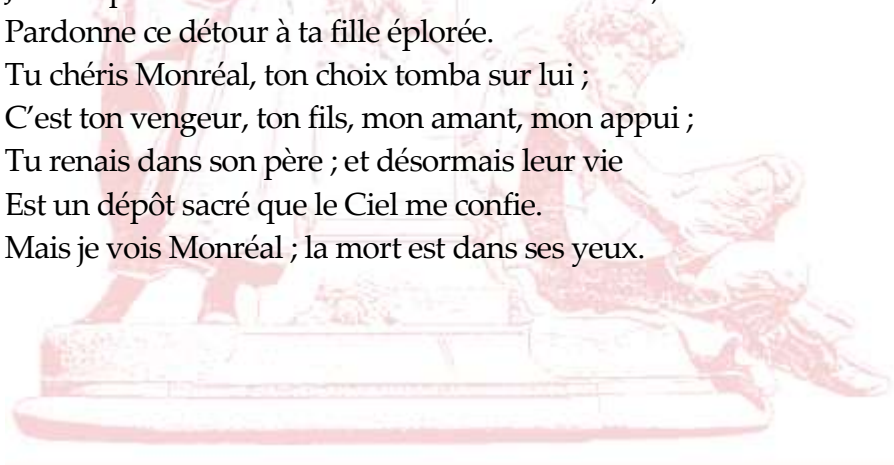 Pardonne ce détour à ta fille éplorée.
Tu chéris Monréal, ton choix tomba sur lui ;
C’est ton vengeur, ton fils, mon amant, mon appui ;
Tu renais dans son père ; et désormais leur vie
Est un dépôt sacré que le Ciel me confie.
Mais je vois Monréal ; la mort est dans ses yeux.